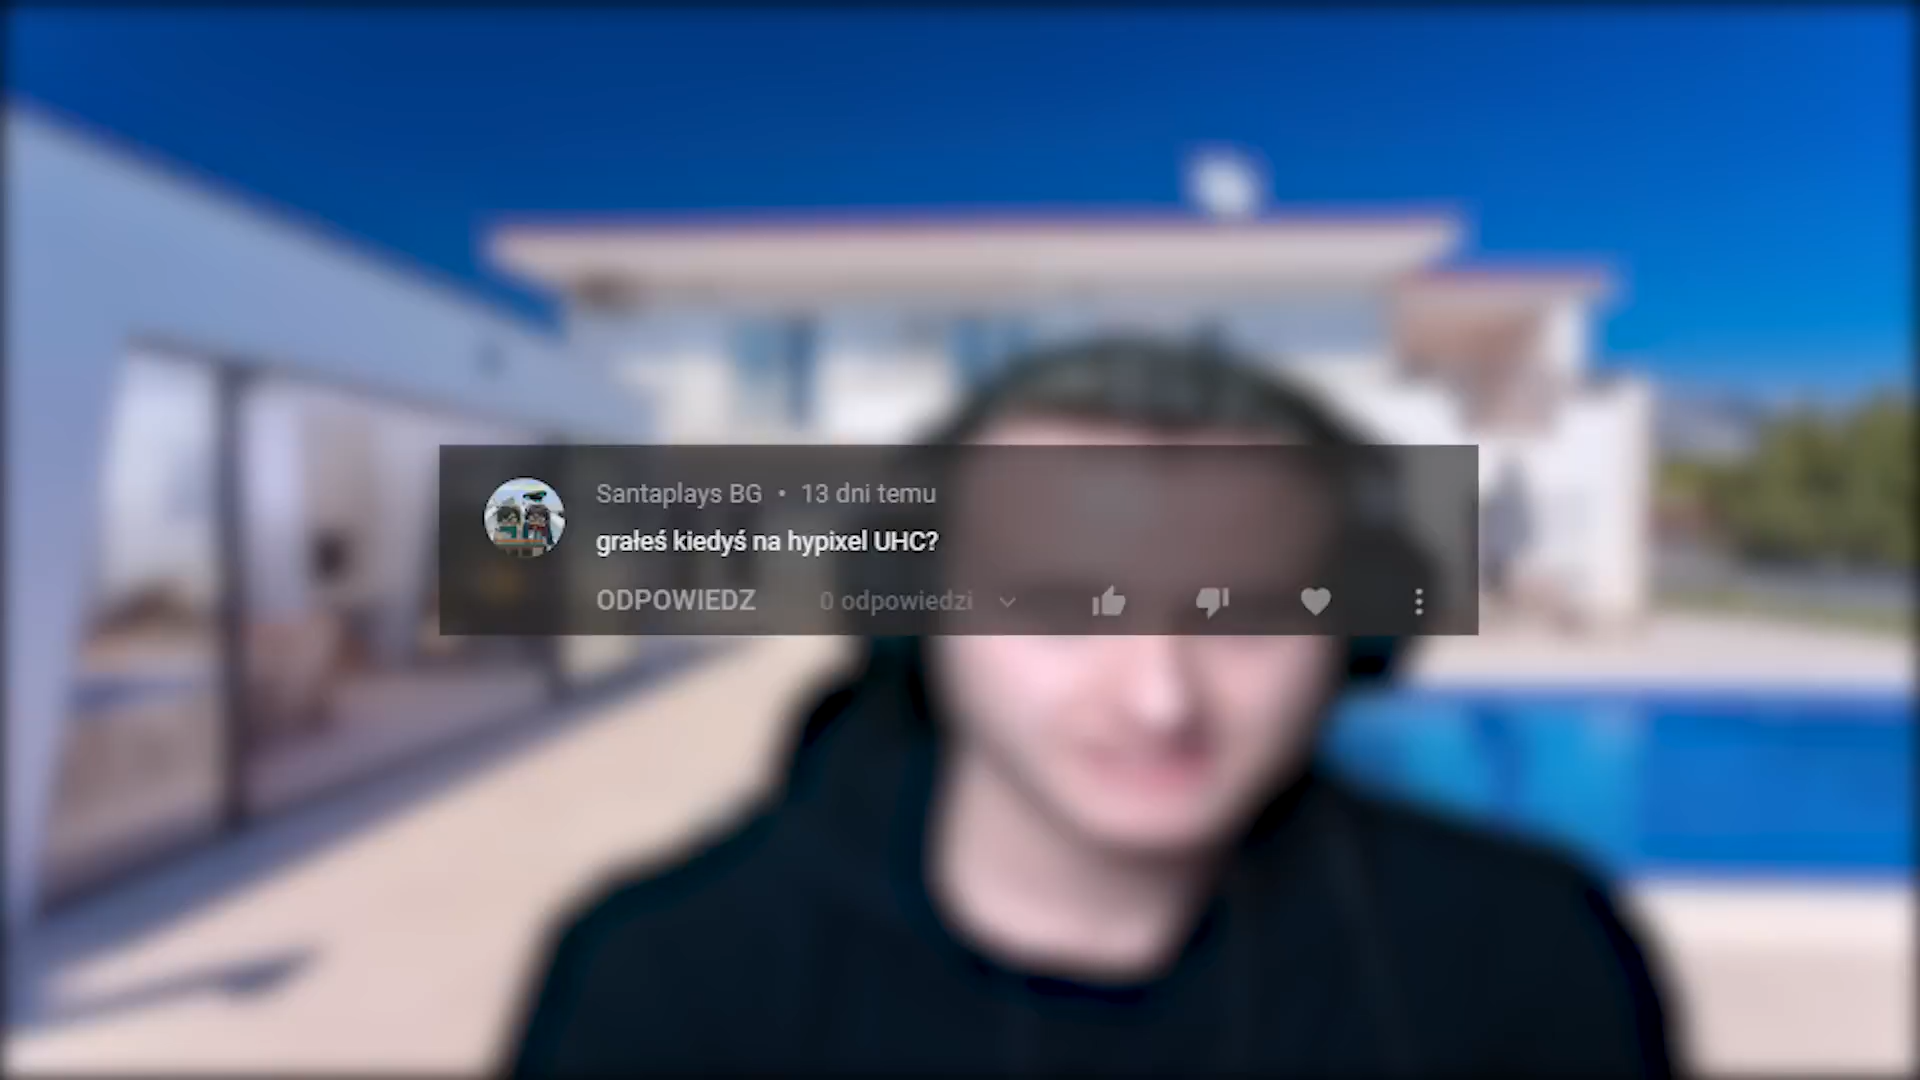 Santaplays BG • 13 dni temu
grałeś kiedyś na hypixel UHC?
ODPOWIEDZ 0 odpowiedzi